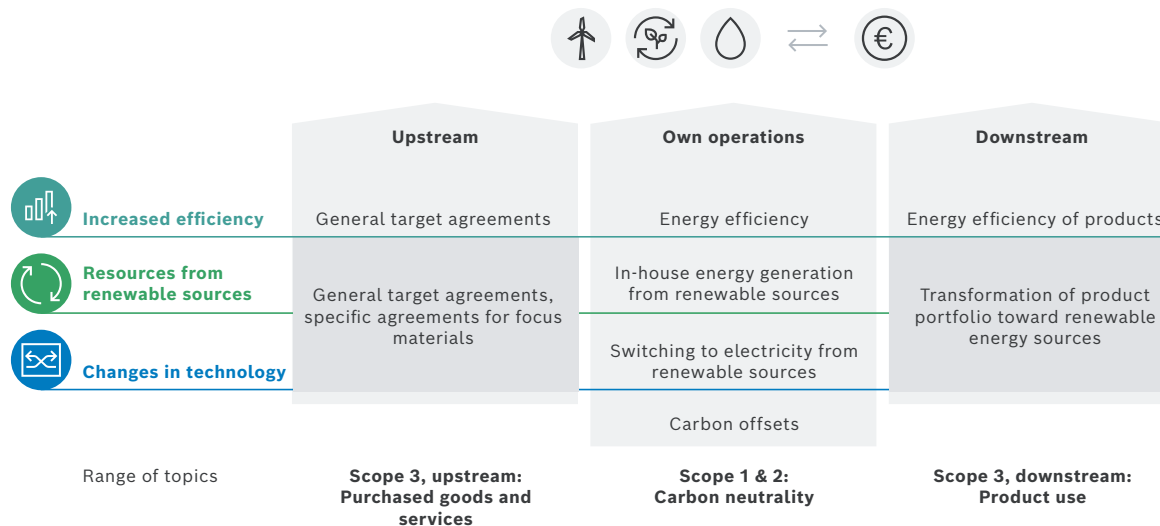 €
Upstream
Own operations
Downstream
Increased efficiency
General target agreements
Energy efficiency
Energy efficiency of products
Resources from
renewable sources
General target agreements,
specific agreements for focus
materials
In-house energy generation
from renewable sources
Transformation of product
portfolio toward renewable
energy sources
Changes in technology
Switching to electricity from
renewable sources
Carbon offsets
Range of topics
Scope 3, upstream:
Purchased goods and
services
Scope 1 & 2:
Carbon neutrality
Scope 3, downstream:
Product use